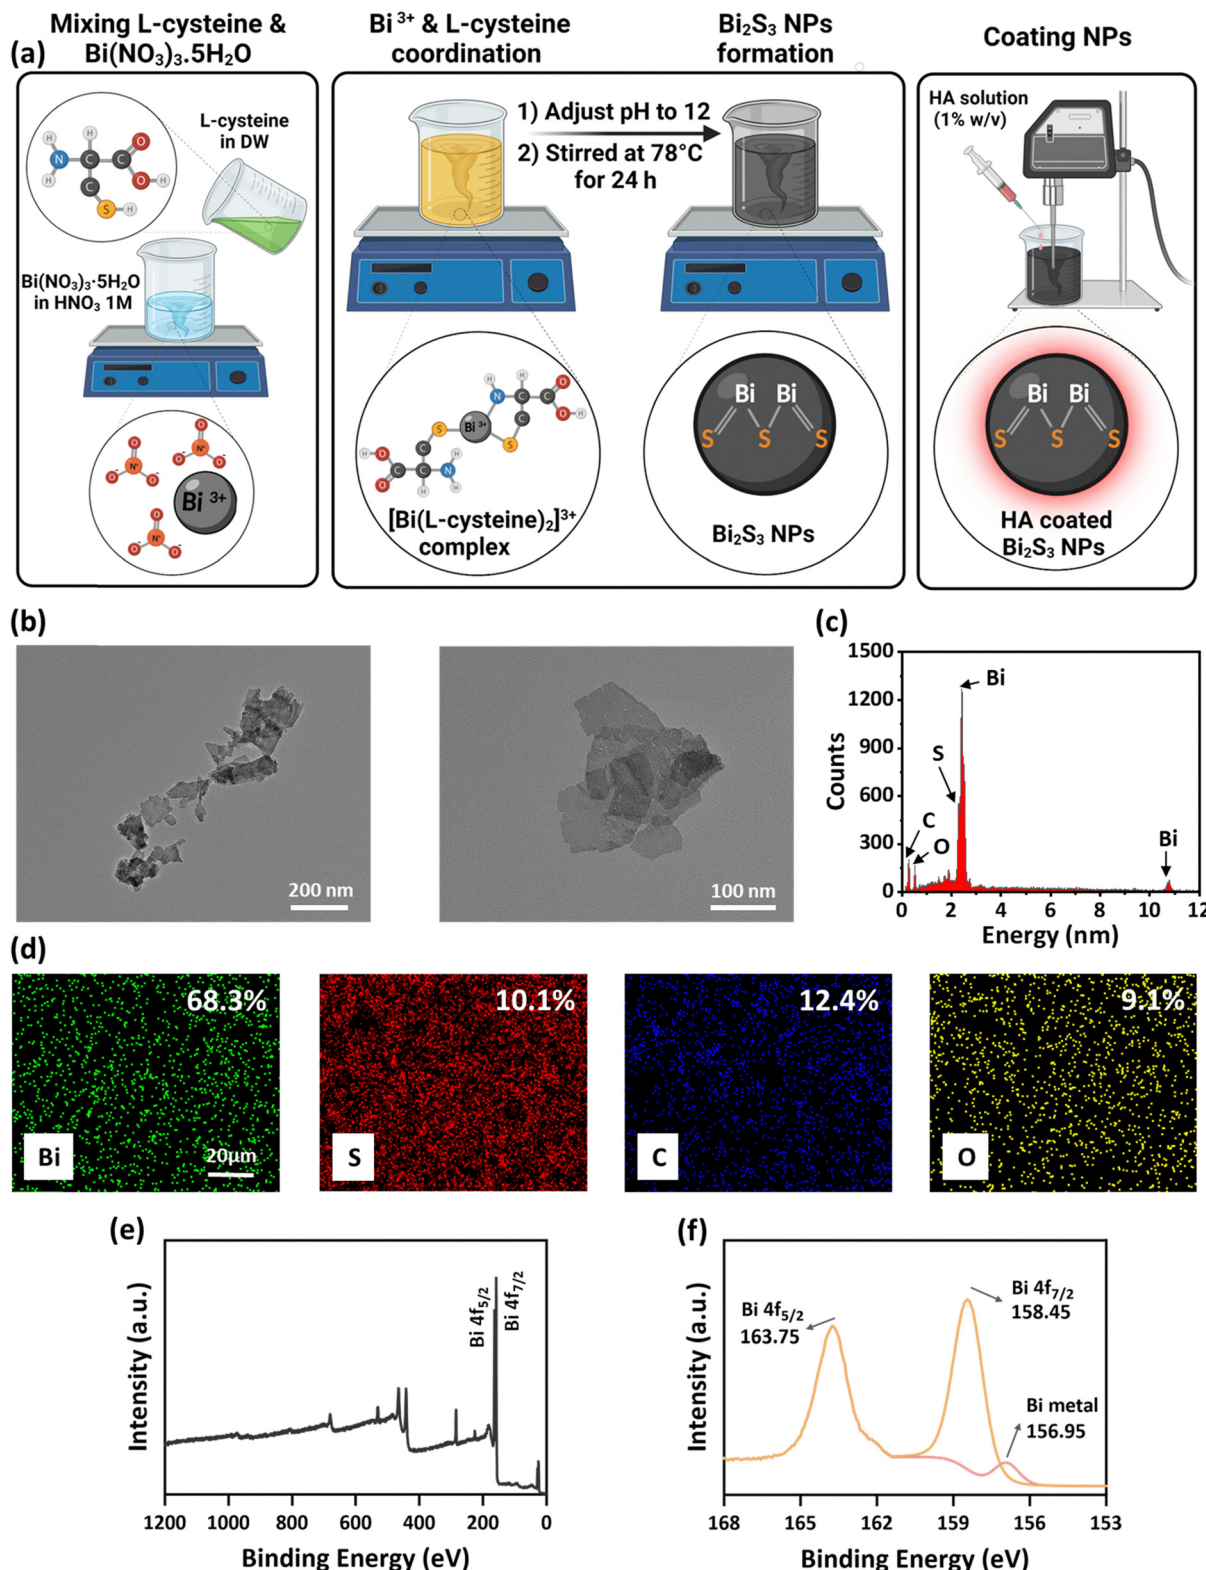 (a)
Mixing L-cysteine &
Bi(NO₃)₃.5H₂O
L-cysteine
in DW
H
H
O
N
C
C
H
O
H
C
S
H
Bi(NO₃)₃·5H₂O
in HNO₃ 1M
O
N⁺
O⁻
O⁻
O
N⁺
O⁻
O⁻
Bi ³⁺
O
N⁺
O⁻
O⁻
Bi ³⁺ & L-cysteine
coordination
1) Adjust pH to 12
2) Stirred at 78°C
for 24 h
H
H
O
N
C
C
O
H
C
S
Bi ³⁺
S
C
H
O
C
C
N
H
O
H
H
[Bi(L-cysteine)₂]³⁺
complex
Bi₂S₃ NPs
formation
Bi
Bi
S
S
S
Bi₂S₃ NPs
Coating NPs
HA solution
(1% w/v)
Bi
Bi
S
S
S
HA coated
Bi₂S₃ NPs
(b)
200 nm
100 nm
(c)
Counts
1500
1200
900
600
300
0
Bi
S
C
O
Bi
0
2
4
6
8
10
12
Energy (nm)
(d)
68.3%
Bi
20μm
10.1%
S
12.4%
C
9.1%
O
(e)
Intensity (a.u.)
Bi 4f₅/₂
Bi 4f₇/₂
1200
1000
800
600
400
200
0
Binding Energy (eV)
(f)
Intensity (a.u.)
Bi 4f₅/₂
163.75
Bi 4f₇/₂
158.45
Bi metal
156.95
168
165
162
159
156
153
Binding Energy (eV)